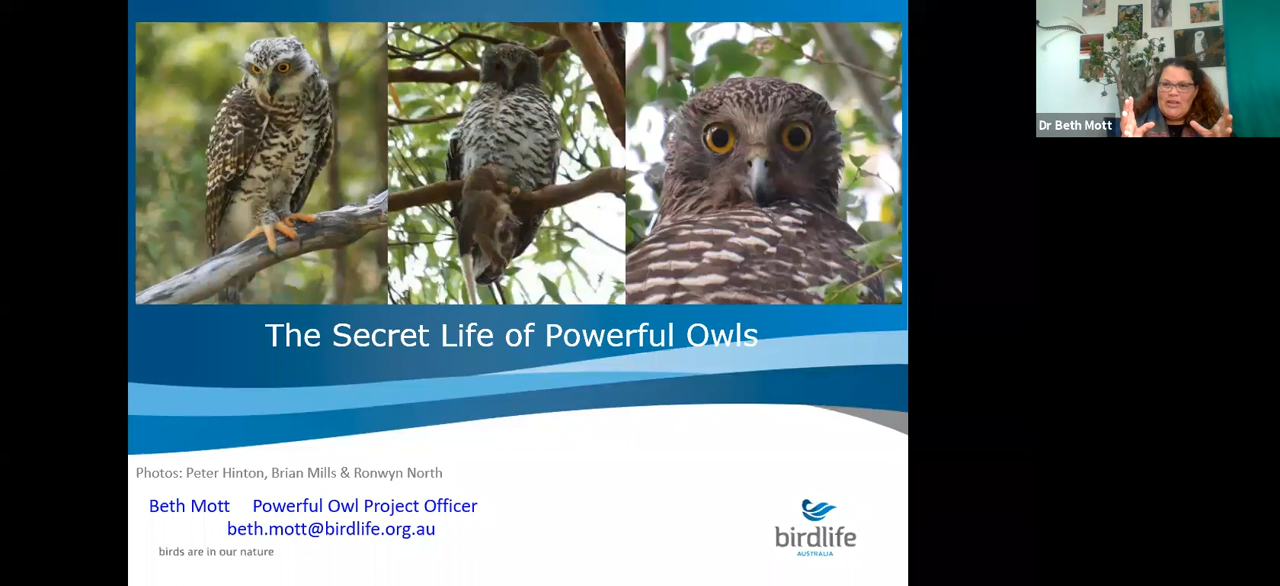 Dr Beth Mott
The Secret Life of Powerful Owls
Photos: Peter Hinton, Brian Mills & Ronwyn North
Beth Mott Powerful Owl Project Officer
beth.mott@birdlife.org.au
birds are in our nature
birdlife
AUSTRALIA